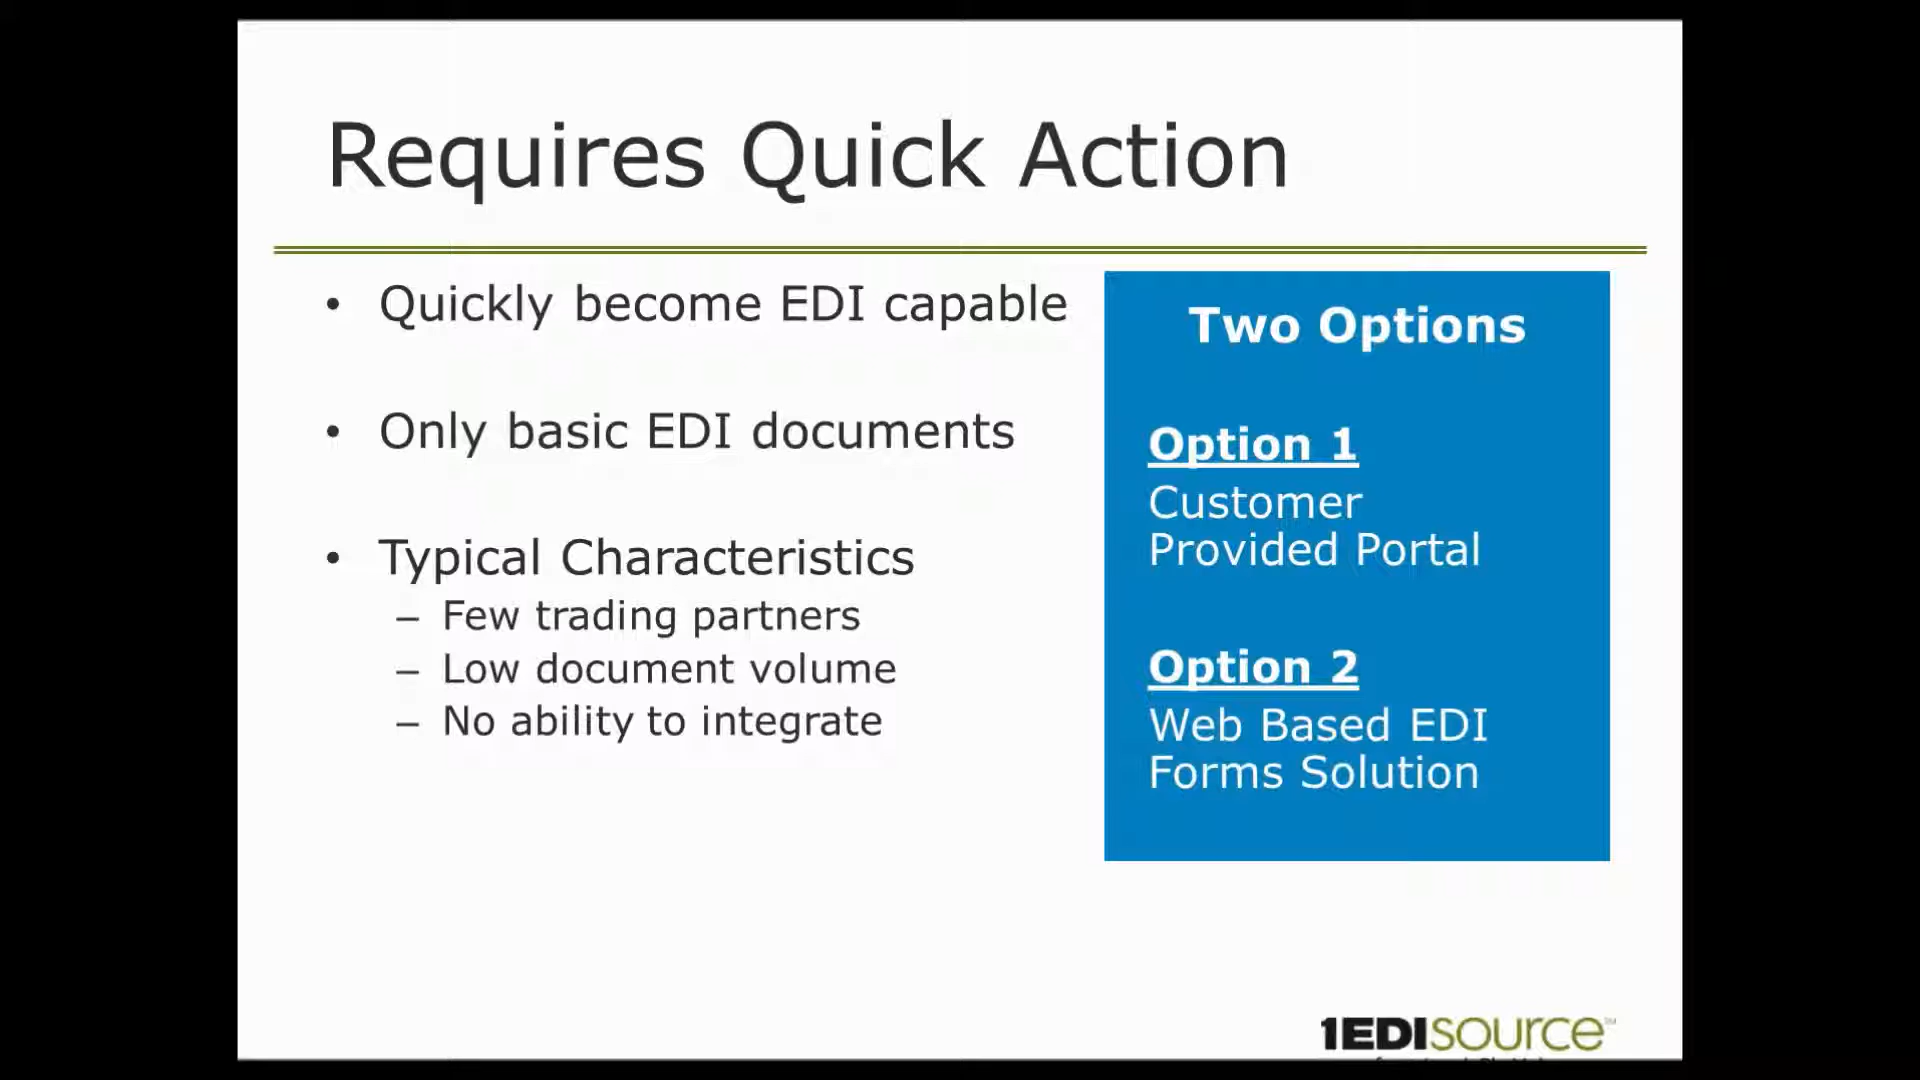 Requires Quick Action
• Quickly become EDI capable
• Only basic EDI documents
• Typical Characteristics
– Few trading partners
– Low document volume
– No ability to integrate
Two Options
Option 1
Customer
Provided Portal
Option 2
Web Based EDI
Forms Solution
1EDISOURCE™